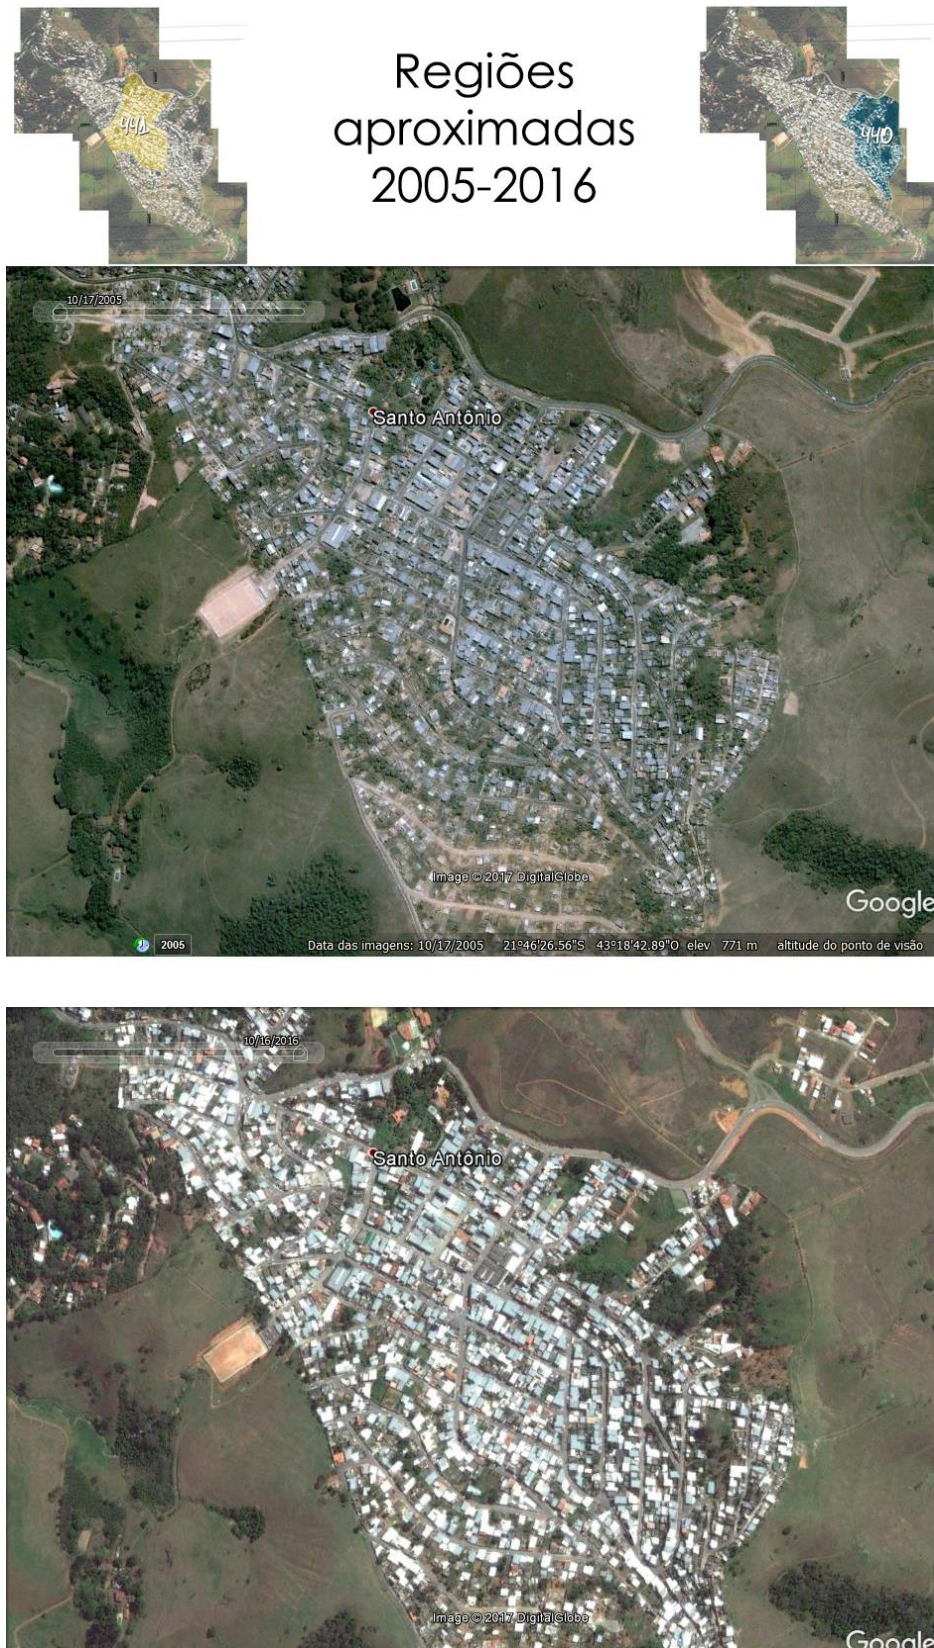 44A
Regiões
aproximadas
2005-2016
44D
10/17/2005
Santo Antônio
Image © 2017 DigitalGlobe
Google
2005
Data das imagens: 10/17/2005 21°46'26.56"S 43°18'42.89"O elev 771 m altitude do ponto de visão
10/16/2016
Santo Antônio
Image © 2017 DigitalGlobe
Google